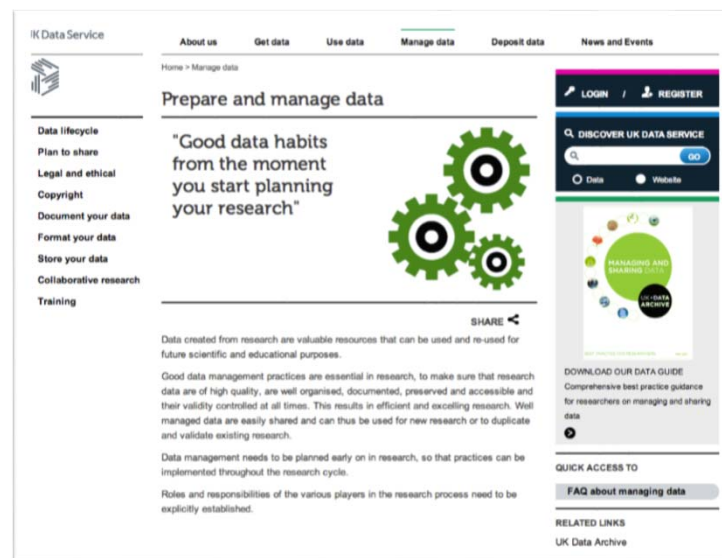 UK Data Service
About us Get data Use data Manage data Deposit data News and Events
Home > Manage data
Prepare and manage data
Data lifecycle
Plan to share
Legal and ethical
Copyright
Document your data
Format your data
Store your data
Collaborative research
Training
"Good data habits
from the moment
you start planning
your research"
SHARE
Data created from research are valuable resources that can be used and re-used for
future scientific and educational purposes.
Good data management practices are essential in research, to make sure that research
data are of high quality, are well organised, documented, preserved and accessible and
their validity controlled at all times. This results in efficient and excelling research. Well
managed data are easily shared and can thus be used for new research or to duplicate
and validate existing research.
Data management needs to be planned early on in research, so that practices can be
implemented throughout the research cycle.
Roles and responsibilities of the various players in the research process need to be
explicitly established.
LOGIN / REGISTER
DISCOVER UK DATA SERVICE
GO
Data Website
MANAGING AND
SHARING DATA
UK DATA
ARCHIVE
DOWNLOAD OUR DATA GUIDE
Comprehensive best practice guidance
for researchers on managing and sharing
data
QUICK ACCESS TO
FAQ about managing data
RELATED LINKS
UK Data Archive